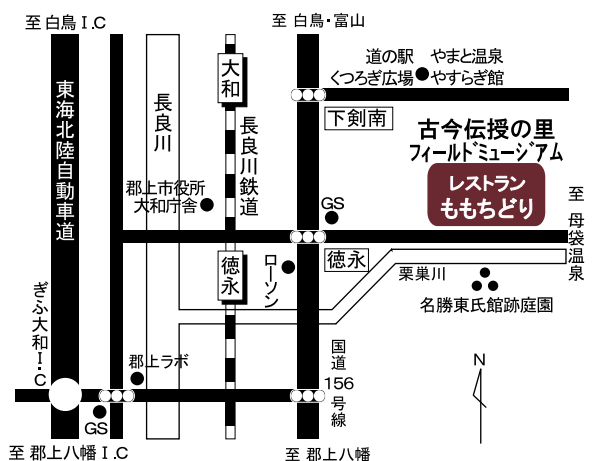 至 白鳥 I.C
至 白鳥・富山
東海北陸自動車道
長良川
大和
長良川鉄道
道の駅
くつろぎ広場
やまと温泉
やすらぎ館
下剣南
古今伝授の里
フィールドミュージアム
レストラン
ももちどり
至 母袋温泉
郡上市役所
大和庁舎
GS
徳永
徳永
ローソン
栗巣川
名勝東氏館跡庭園
ぎふ大和I.C
郡上ラボ
国道156号線
N
GS
至 郡上八幡 I.C
至 郡上八幡